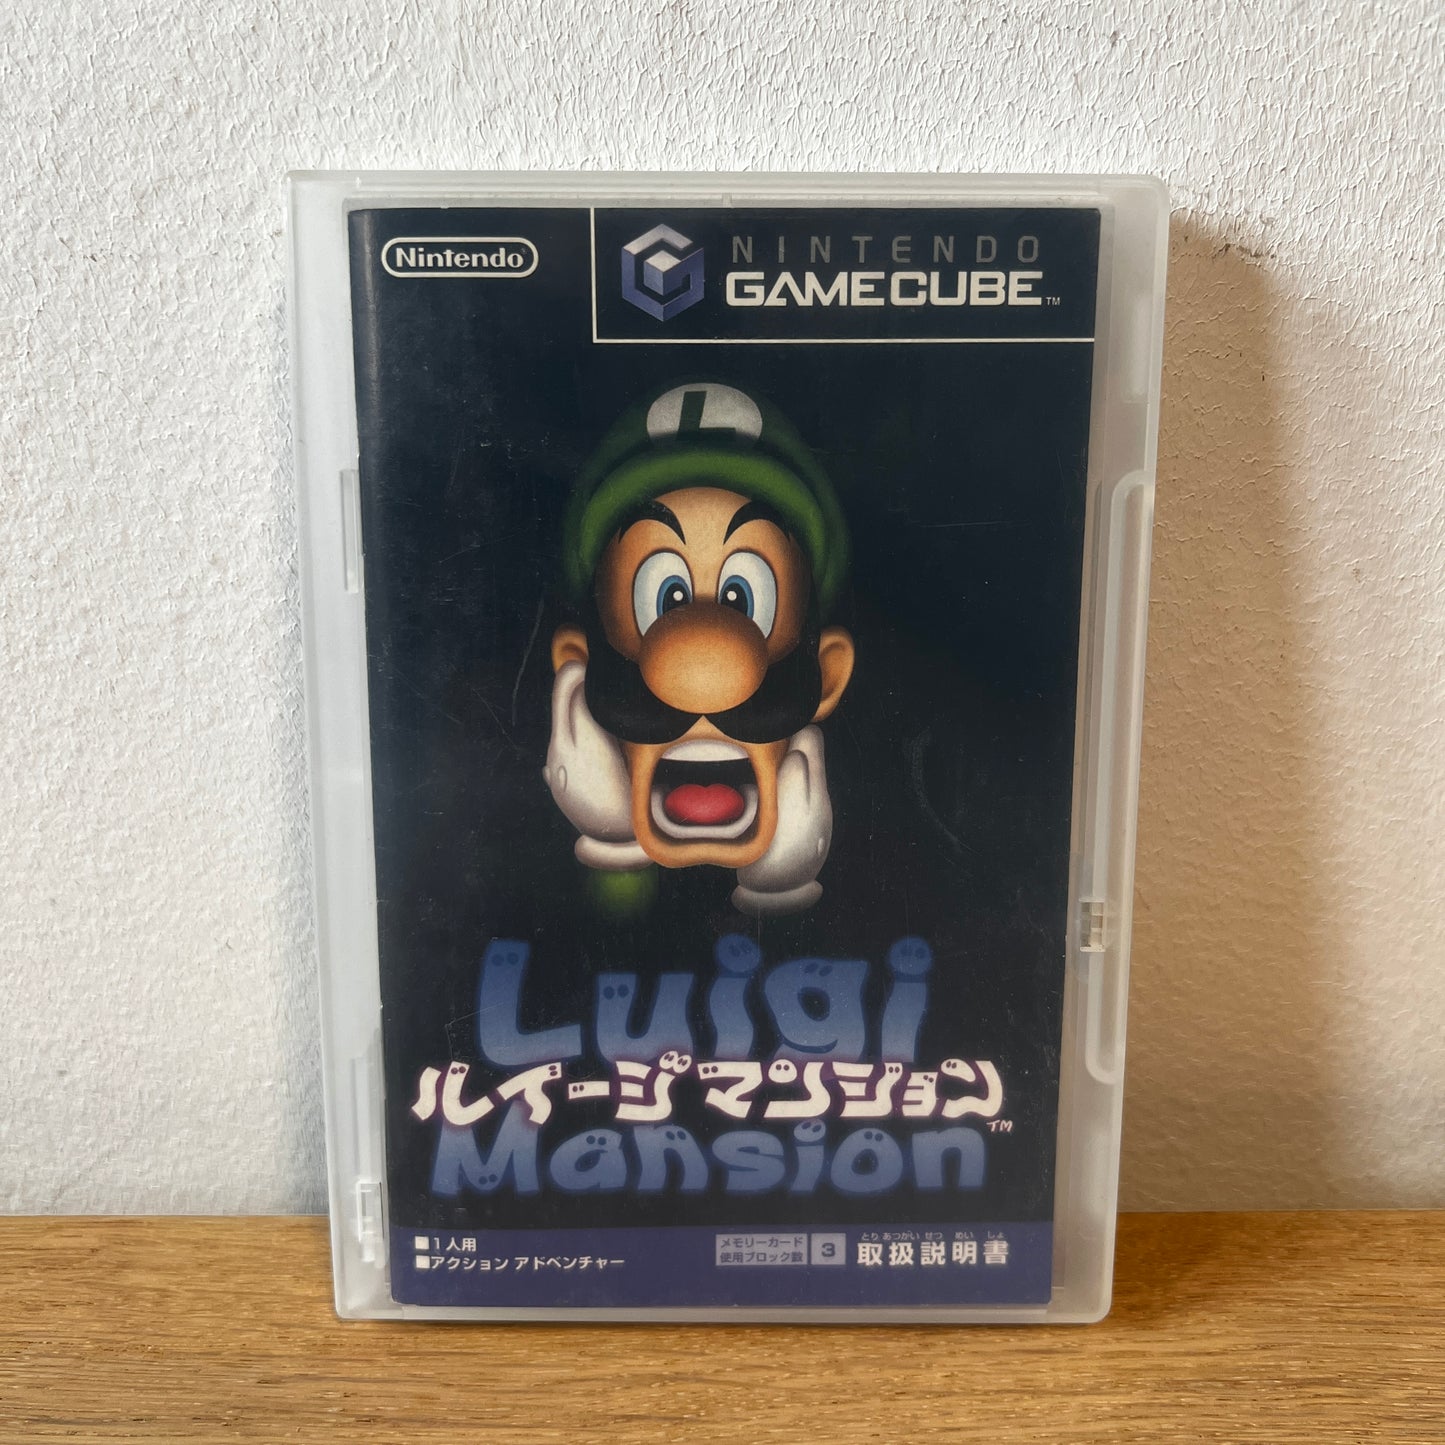 Nintendo
NINTENDO
GAMECUBE™
L
Luigi
ルイージマンション™
Mansion
■1人用
■アクション アドベンチャー
メモリーカード
使用ブロック数
3
とり あつかい せつ めい しょ
取扱説明書